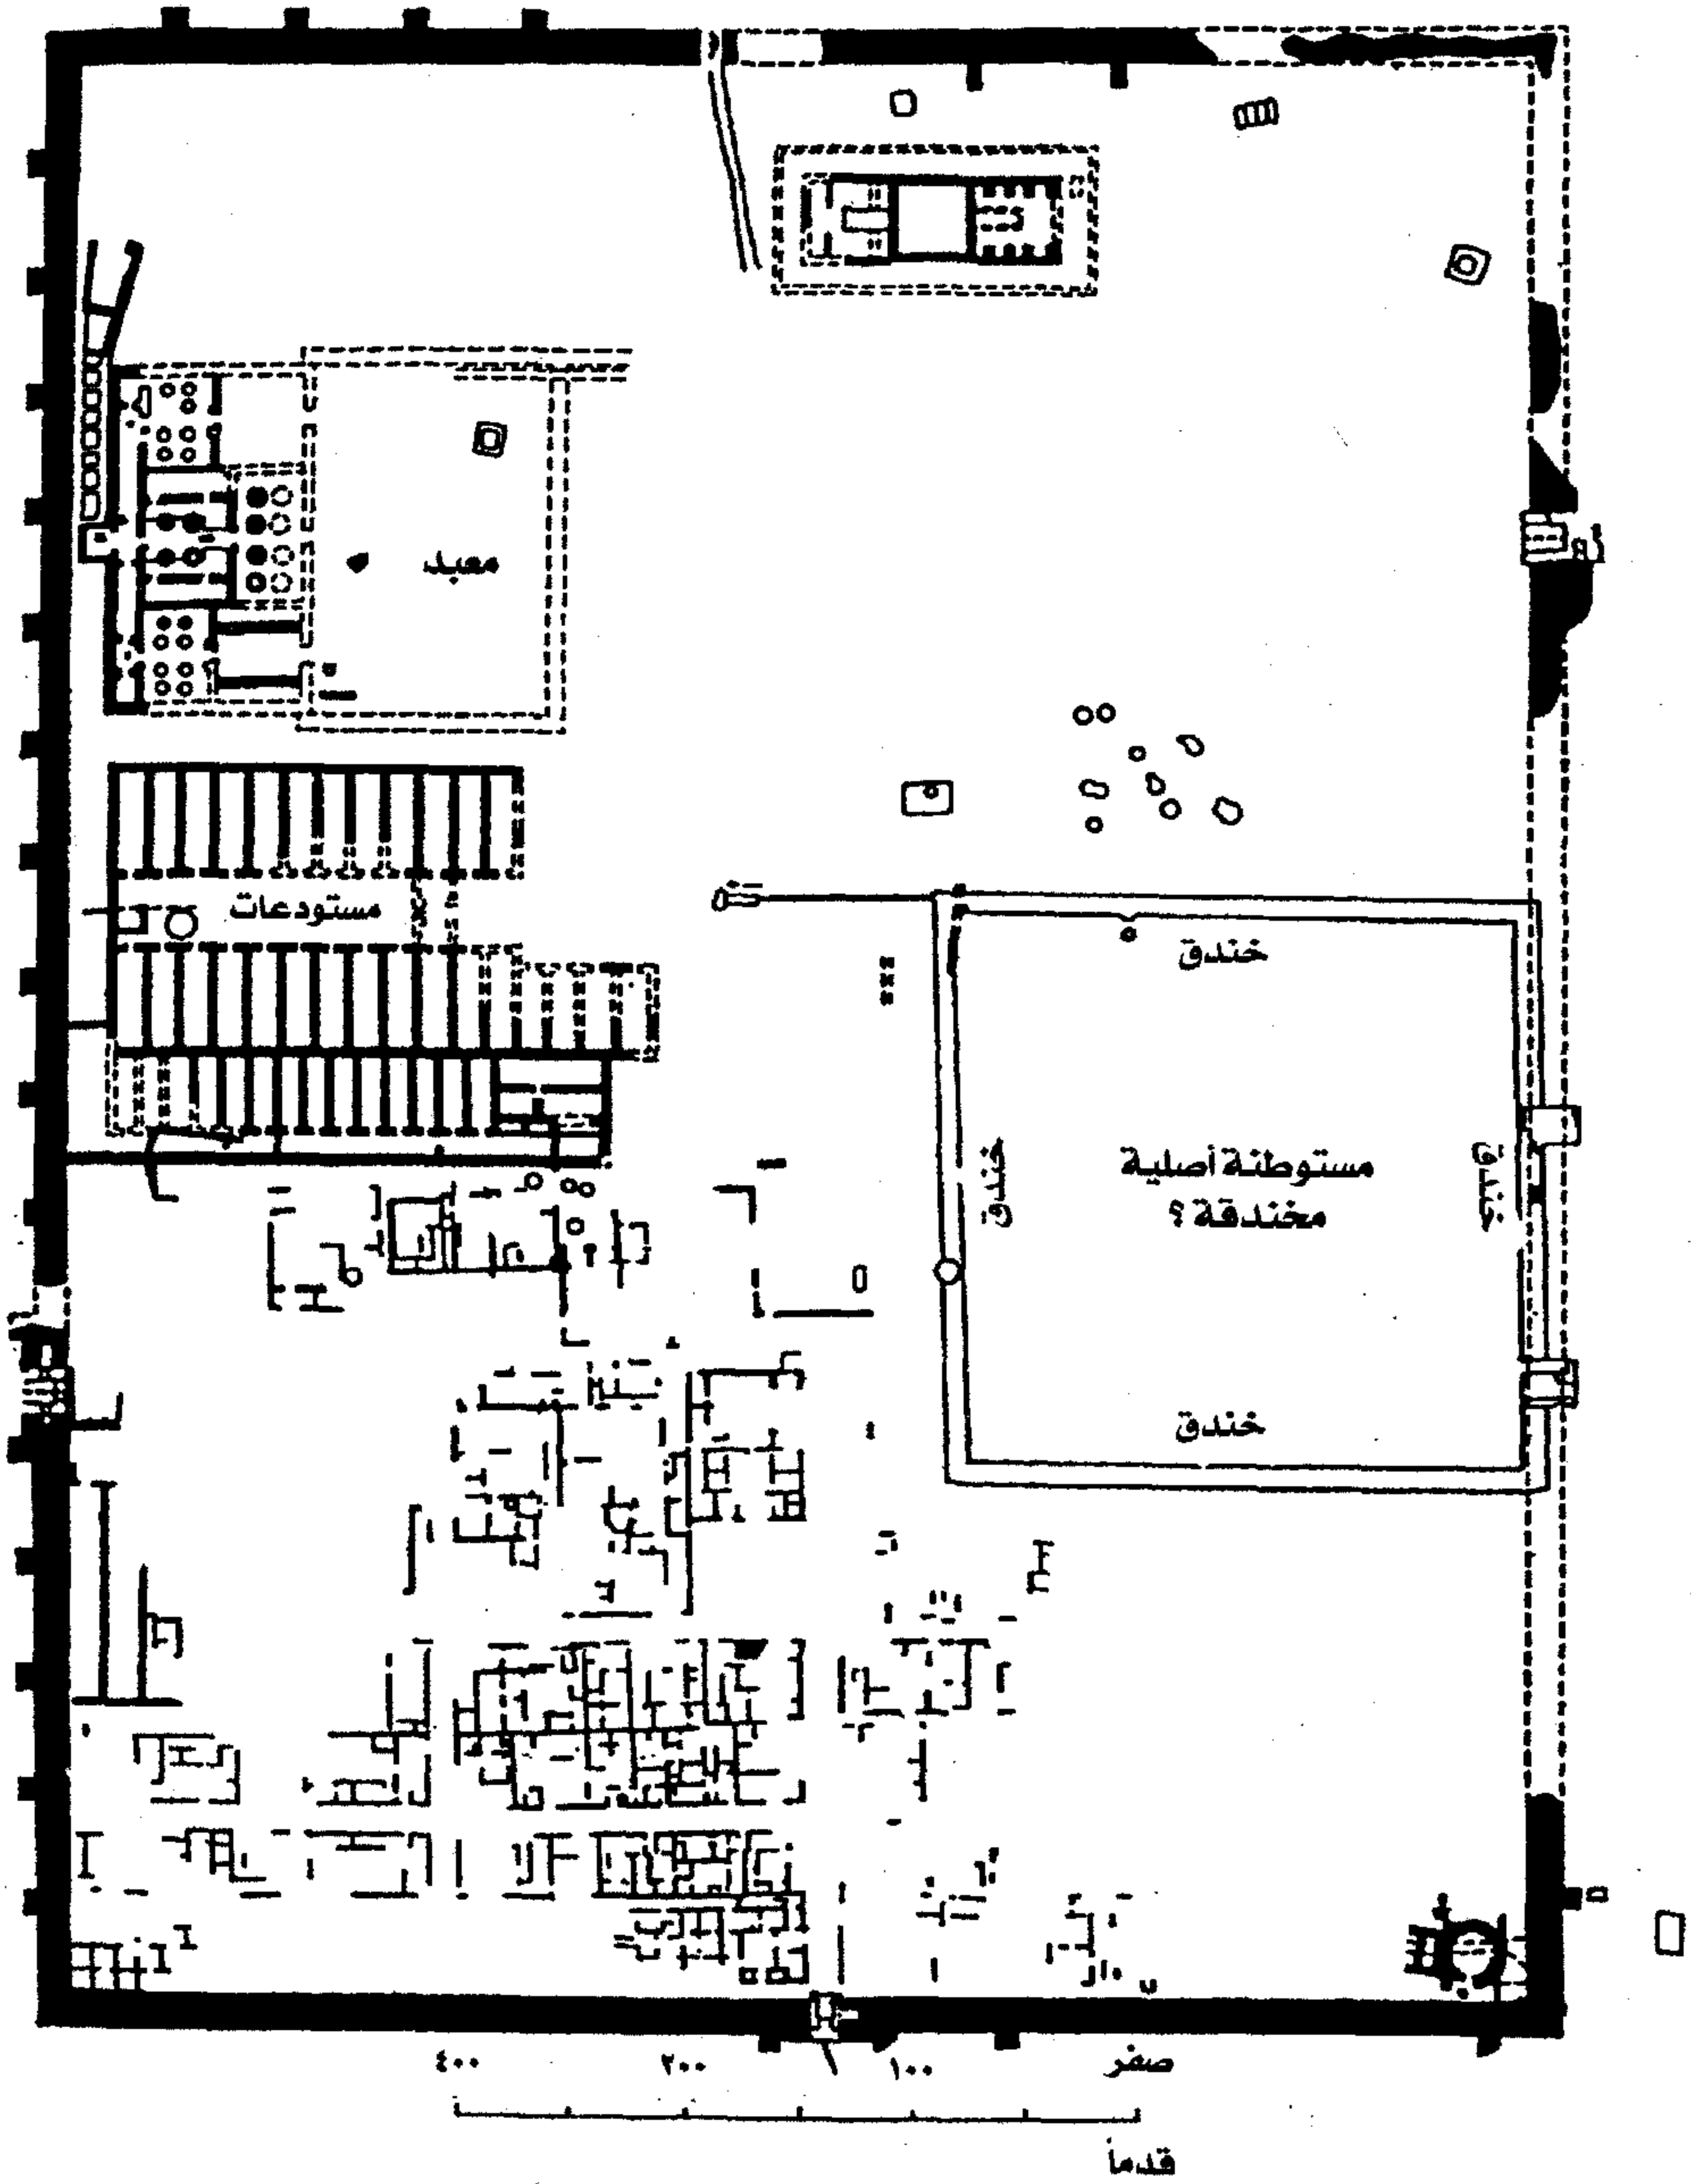 معبد
مستودعات
خندق
خندق
مستوطنة أصلية
مخندقة ؟
خندق
خندق
صفر ١٠٠ ٢٠٠ ٤٠٠
قدماً